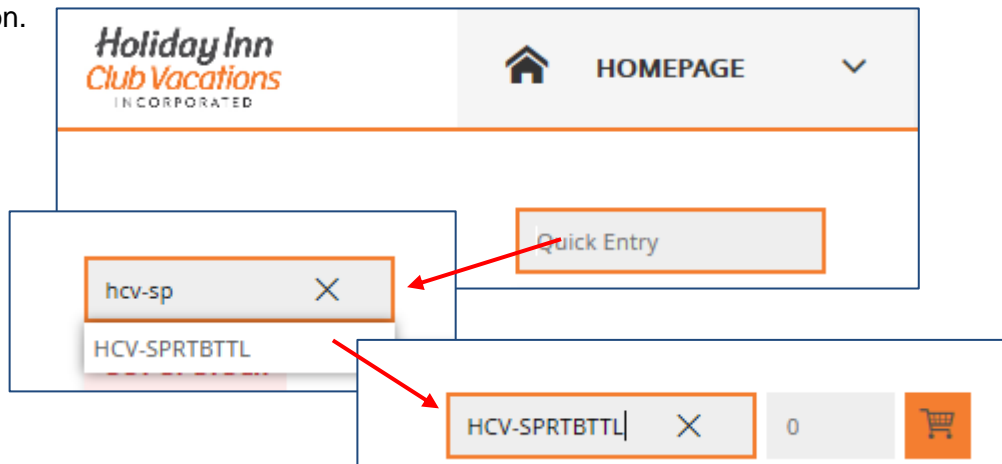 on.
Holiday Inn
Club Vacations
INCORPORATED
HOMEPAGE
Quick Entry
hcv-sp
HCV-SPRTBTTL
HCV-SPRTBTTL
0